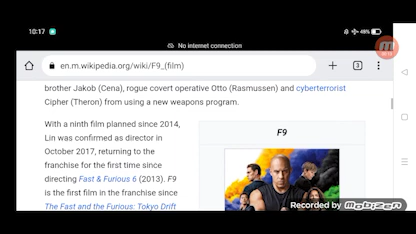 10:17
48%
No internet connection
en.m.wikipedia.org/wiki/F9_(film)
3
brother Jakob (Cena), rogue covert operative Otto (Rasmussen) and cyberterrorist
Cipher (Theron) from using a new weapons program.
With a ninth film planned since 2014,
Lin was confirmed as director in
October 2017, returning to the
franchise for the first time since
directing Fast & Furious 6 (2013). F9
is the first film in the franchise since
The Fast and the Furious: Tokyo Drift
F9
Recorded by mobizen